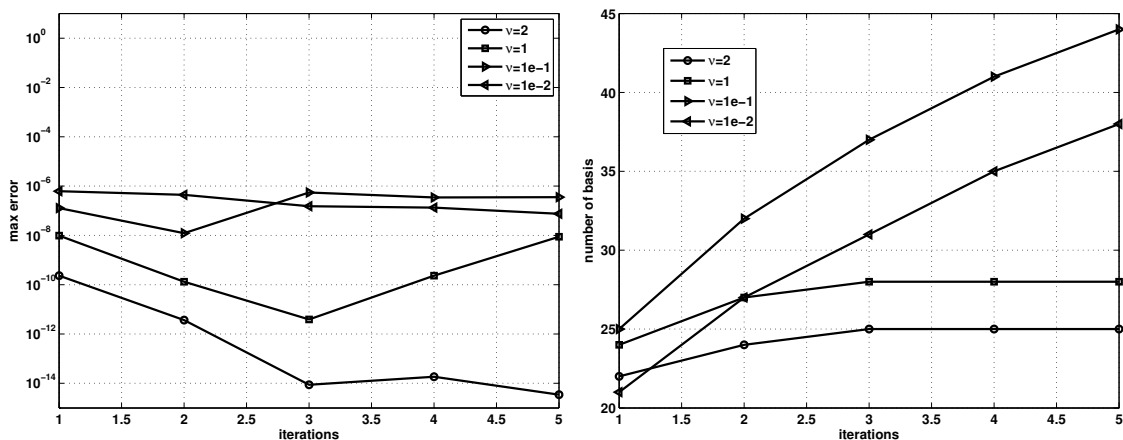 10^0
10^-2
10^-4
10^-6
10^-8
10^-10
10^-12
10^-14
max error
1 1.5 2 2.5 3 3.5 4 4.5 5
iterations
ν=2
ν=1
ν=1e-1
ν=1e-2
45
40
35
30
25
20
number of basis
1 1.5 2 2.5 3 3.5 4 4.5 5
iterations
ν=2
ν=1
ν=1e-1
ν=1e-2